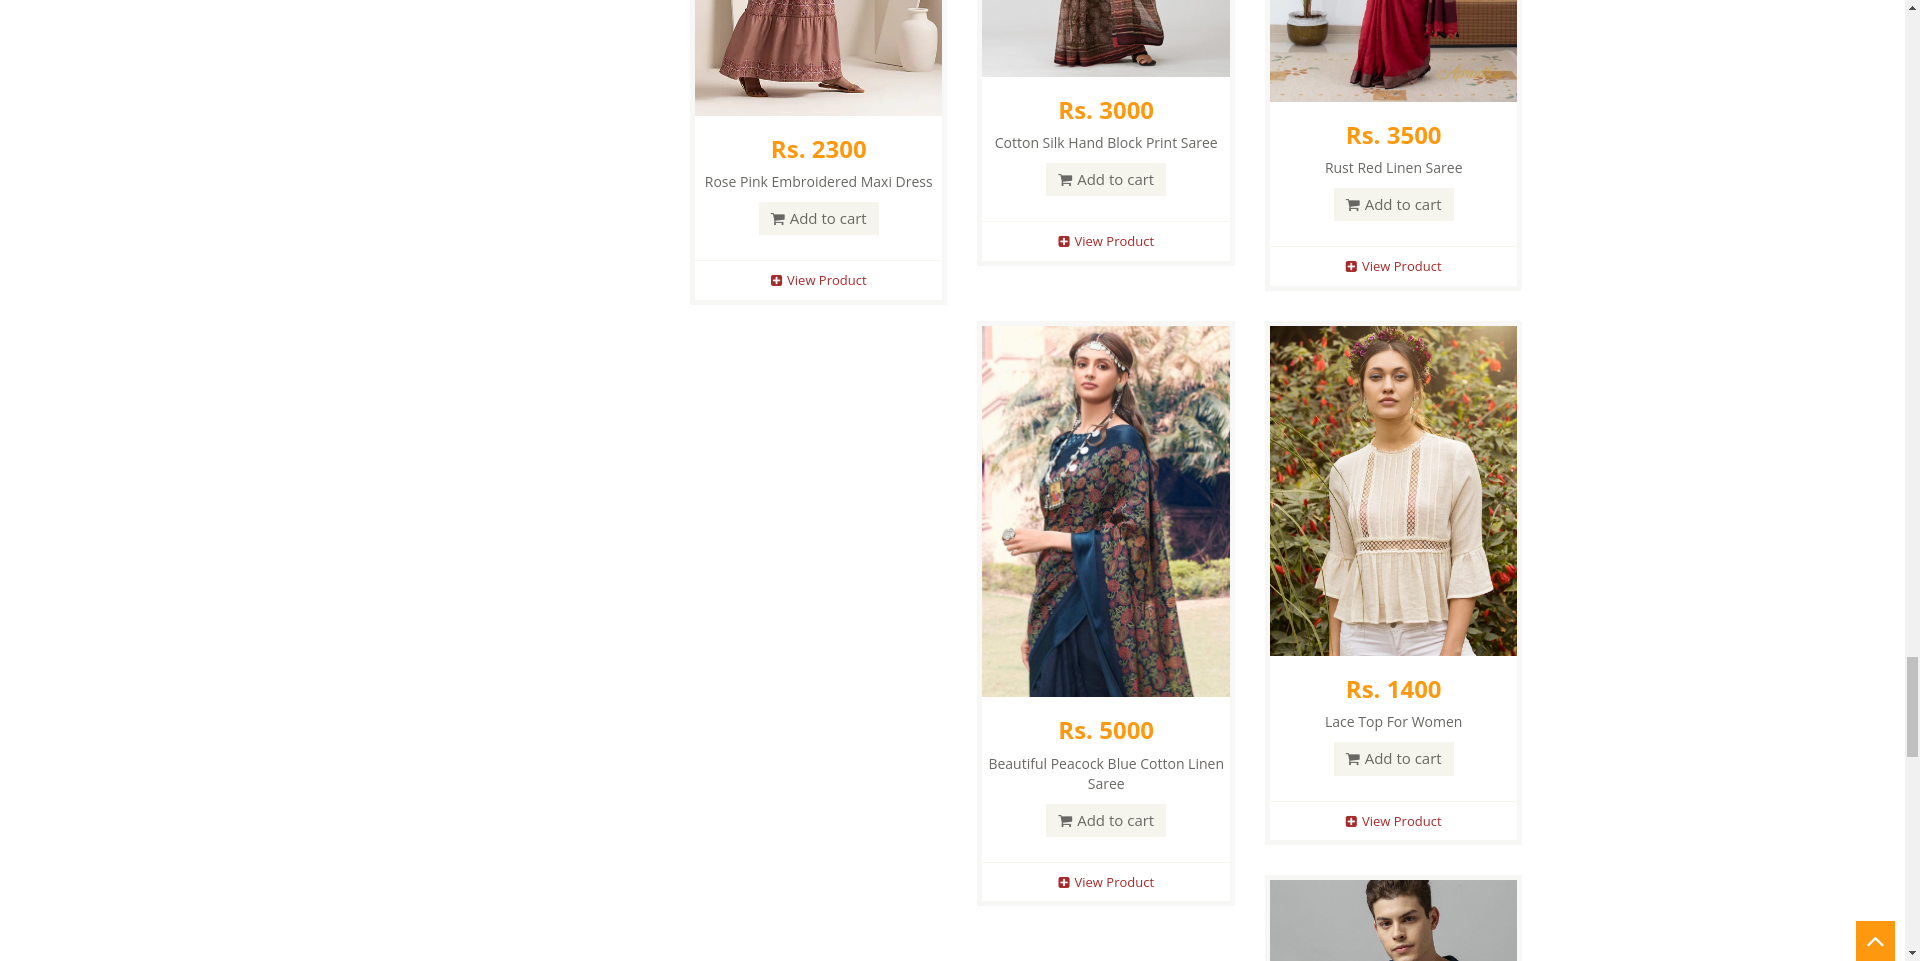 Rs. 2300
Rose Pink Embroidered Maxi Dress
Add to cart
View Product
Rs. 3000
Cotton Silk Hand Block Print Saree
Add to cart
View Product
Rs. 3500
Rust Red Linen Saree
Add to cart
View Product
Rs. 5000
Beautiful Peacock Blue Cotton Linen
Saree
Add to cart
View Product
Rs. 1400
Lace Top For Women
Add to cart
View Product